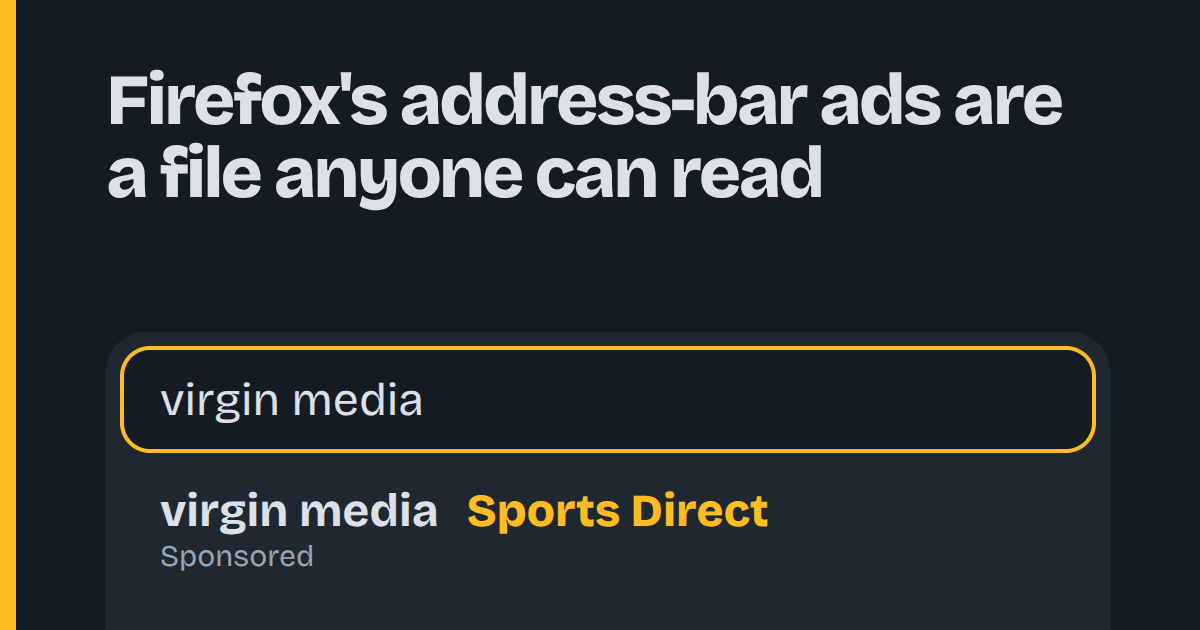 Firefox's address-bar ads are
a file anyone can read
virgin media
virgin media Sports Direct
Sponsored